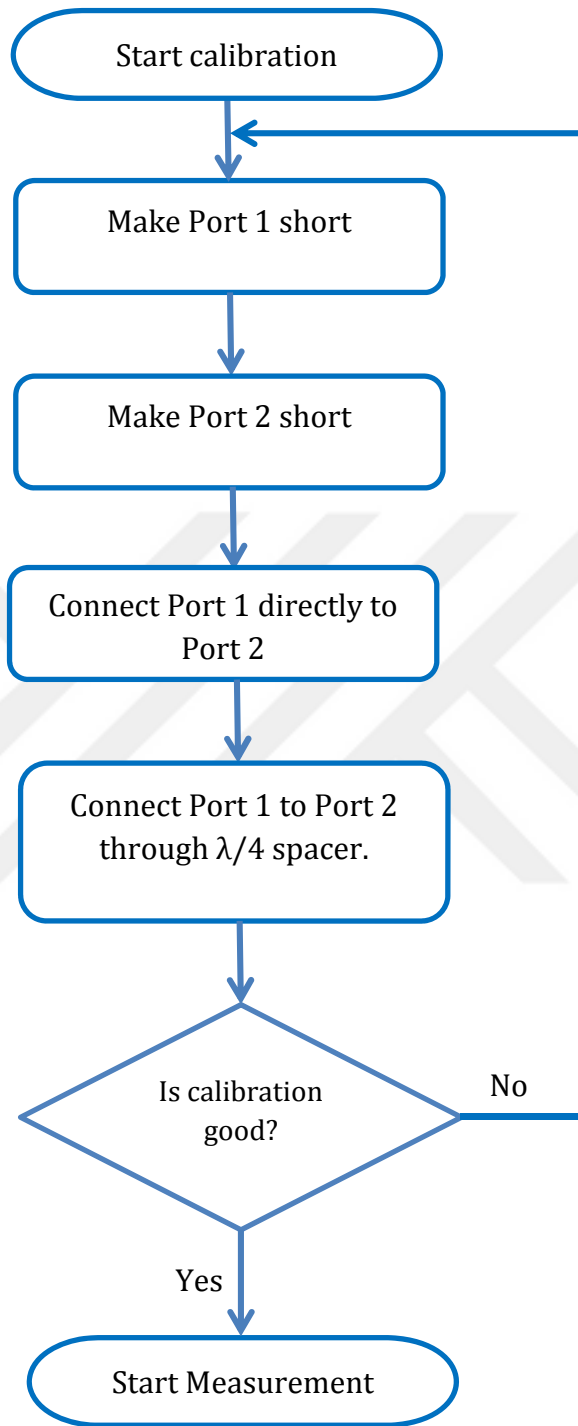 Start calibration
Make Port 1 short
Make Port 2 short
Connect Port 1 directly to
Port 2
Connect Port 1 to Port 2
through λ/4 spacer.
Is calibration
good?
No
Yes
Start Measurement